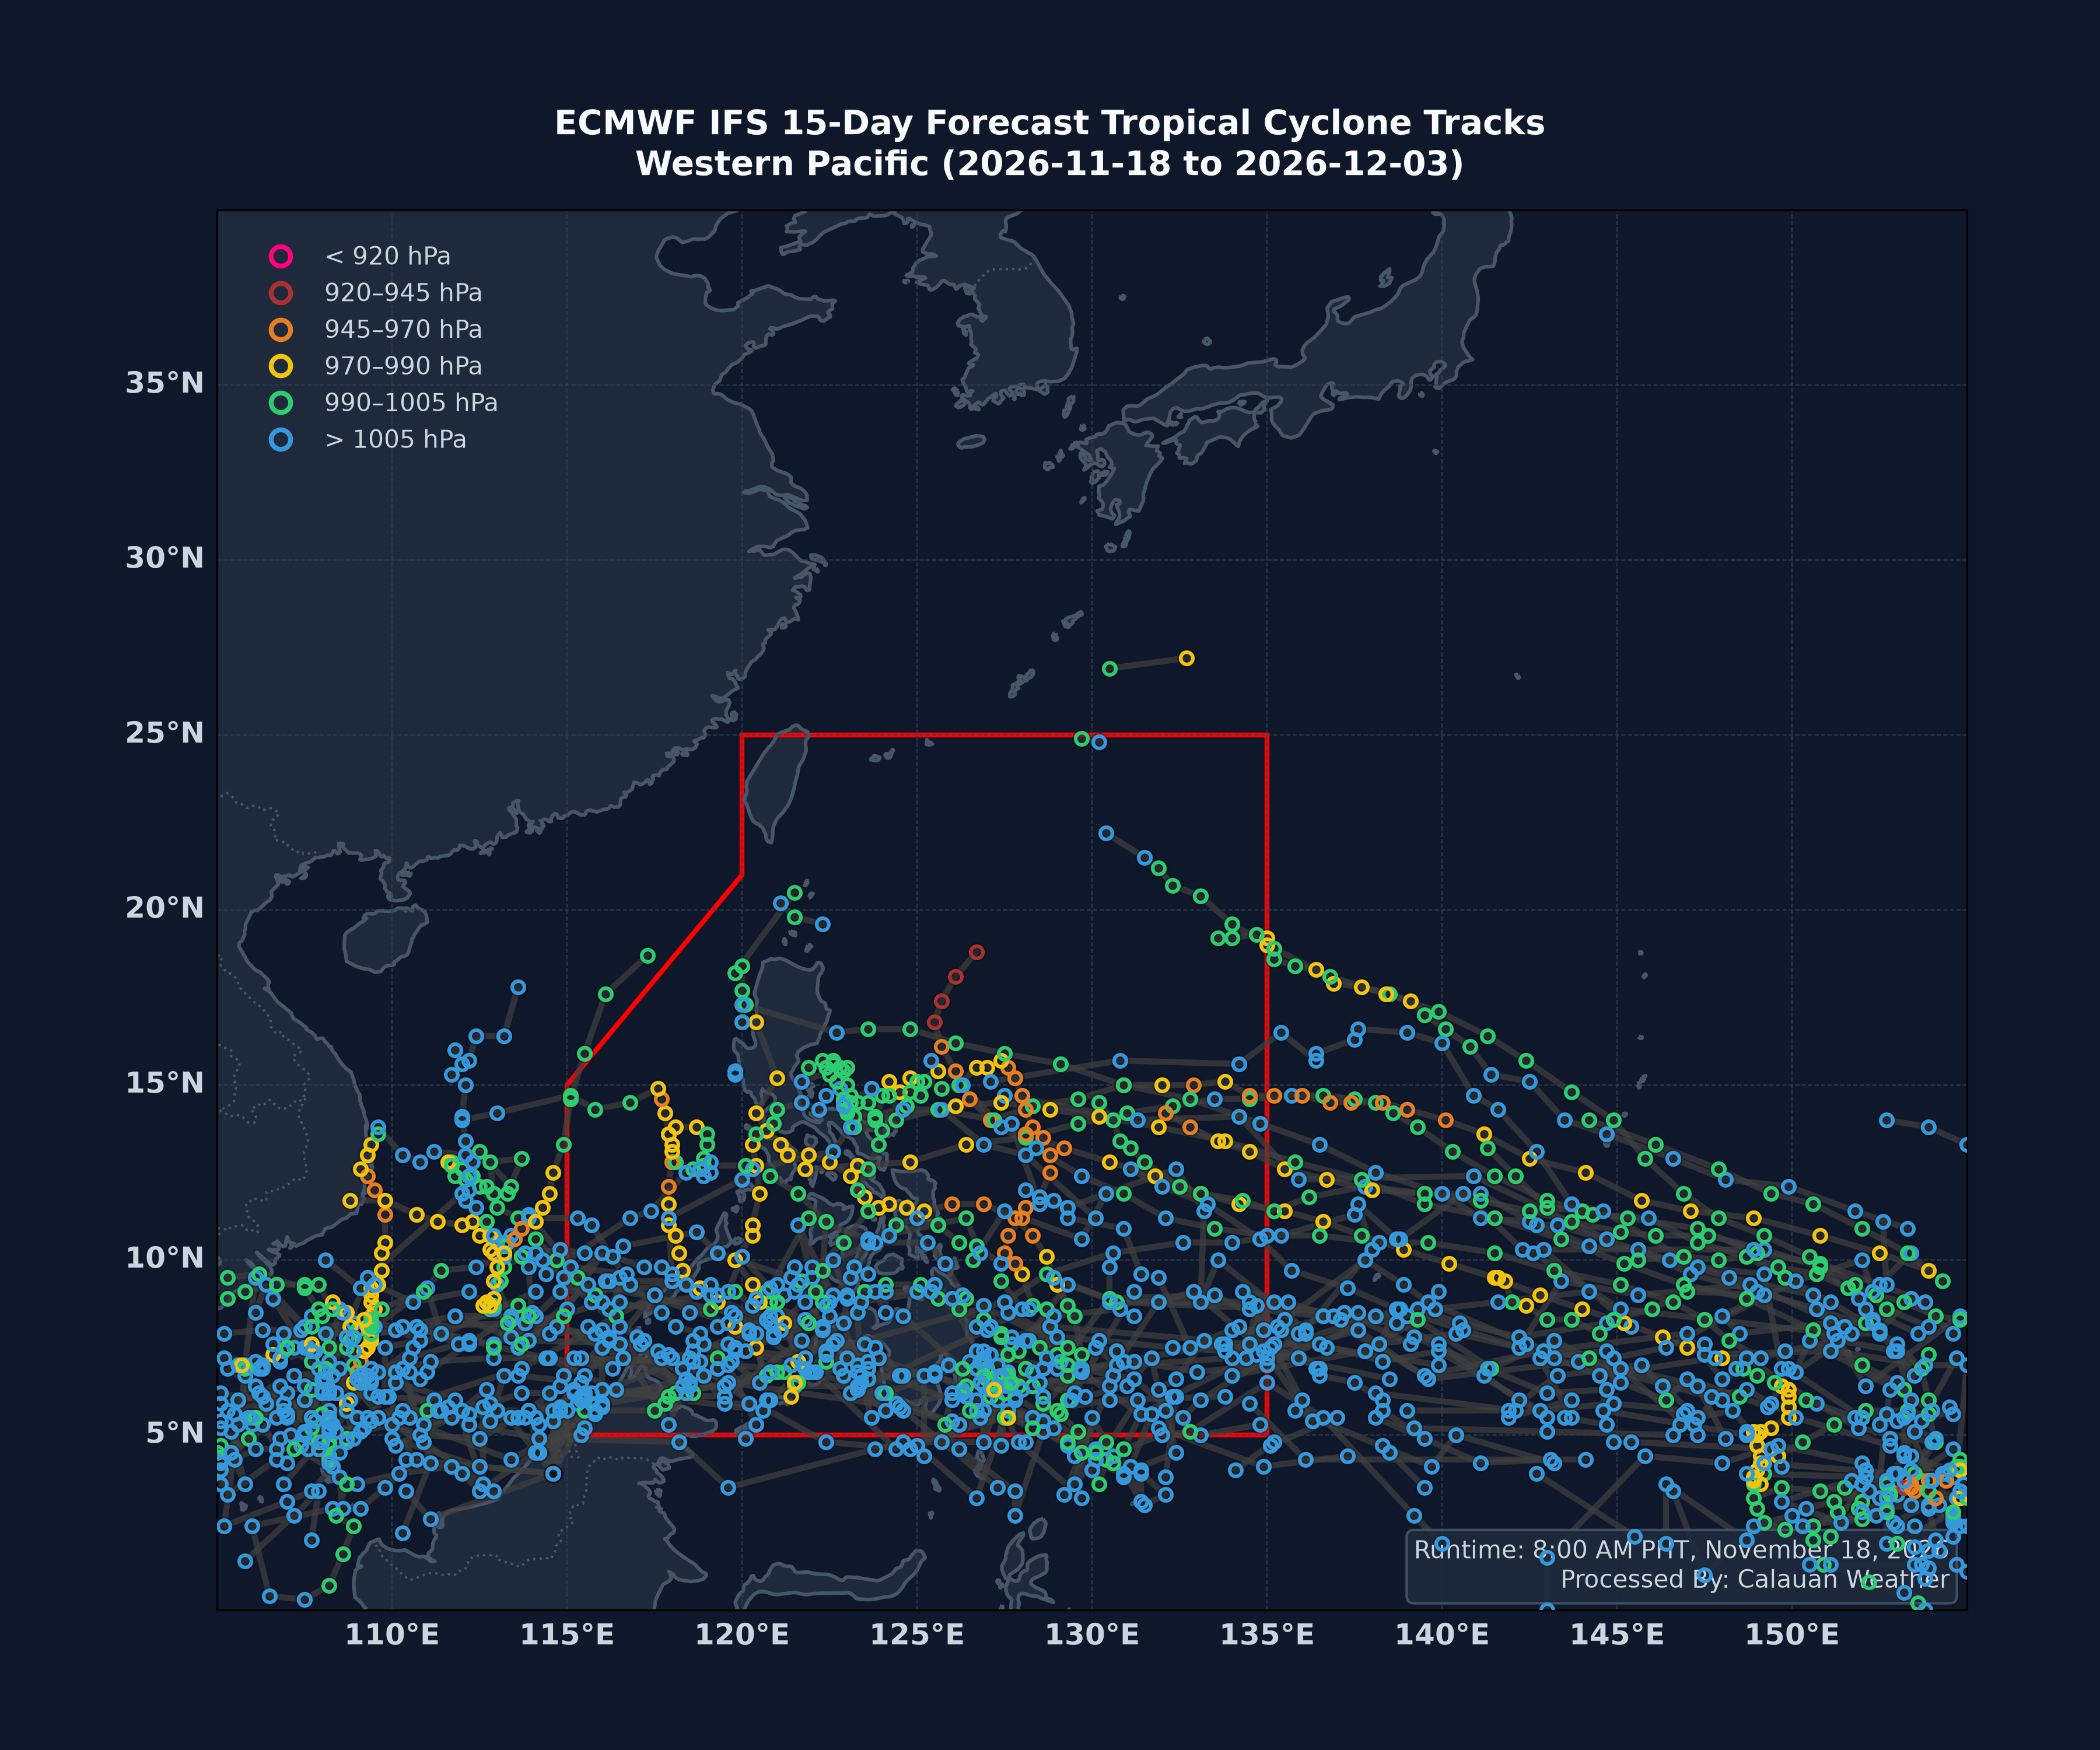 ECMWF IFS 15-Day Forecast Tropical Cyclone Tracks
Western Pacific (2026-11-18 to 2026-12-03)
< 920 hPa
920–945 hPa
945–970 hPa
970–990 hPa
990–1005 hPa
> 1005 hPa
35°N
30°N
25°N
20°N
15°N
10°N
5°N
Runtime: 8:00 AM PHT, November 18, 2026
Processed By: Calauan Weather
110°E 115°E 120°E 125°E 130°E 135°E 140°E 145°E 150°E